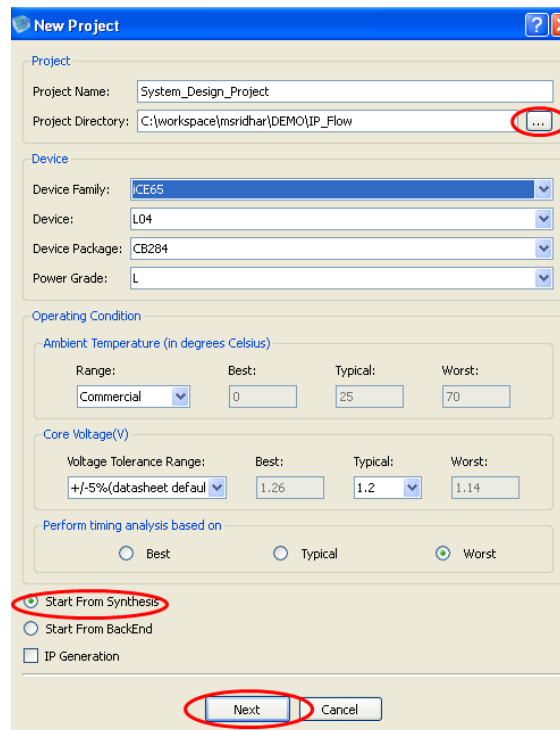 New Project
Project
Project Name: System_Design_Project
Project Directory: C:\workspace\msridhar\DEMO\IP_Flow ...
Device
Device Family: iCE65
Device: L04
Device Package: CB284
Power Grade: L
Operating Condition
Ambient Temperature (in degrees Celsius)
Range: Best: Typical: Worst:
Commercial 0 25 70
Core Voltage(V)
Voltage Tolerance Range: Best: Typical: Worst:
+/-5%(datasheet defaul 1.26 1.2 1.14
Perform timing analysis based on
Best Typical Worst
Start From Synthesis
Start From BackEnd
IP Generation
Next Cancel